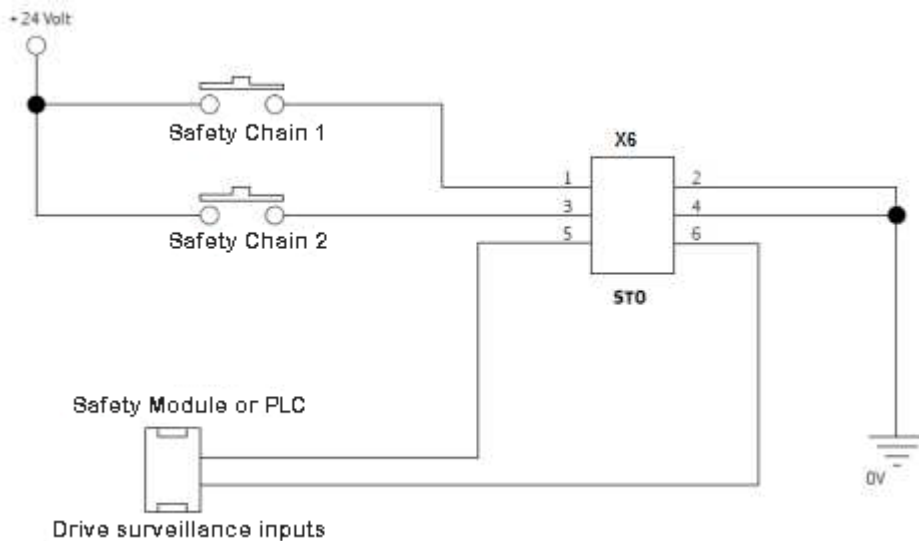 + 24 Volt
Safety Chain 1
X6
1 2
3 4
Safety Chain 2
5 6
STO
Safety Module or PLC
0V
Drive surveillance inputs